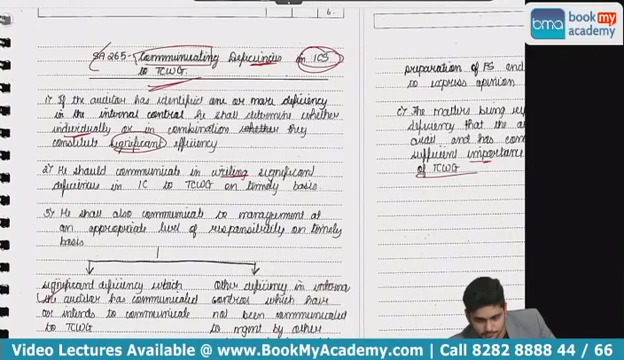 6.
SA 265- Communicating Deficiencies on ICS
to TCWG.
1) If the auditor has identified one or more deficiency
in the internal control he shall determine whether
individually or in combination whether they
constitute significant efficiency
2) He should communicate in writing significant
deficiencies in IC to TCWG on timely basis
3) He shall also communicate to management at
an appropriate level of responsibility on timely
basis
significant deficiency which
the auditor has communicated
or intends to communicate
to TCWG
other deficiency in interna
control which have
not been communicated
to mgmt by other
preparation of FS and
to express opinion
c) The matters being
deficiency that the
audit and has con
sufficient importance
of TCWG
bma
book my
academy
Video Lectures Available @ www.BookMyAcademy.com | Call 8282 8888 44 / 66